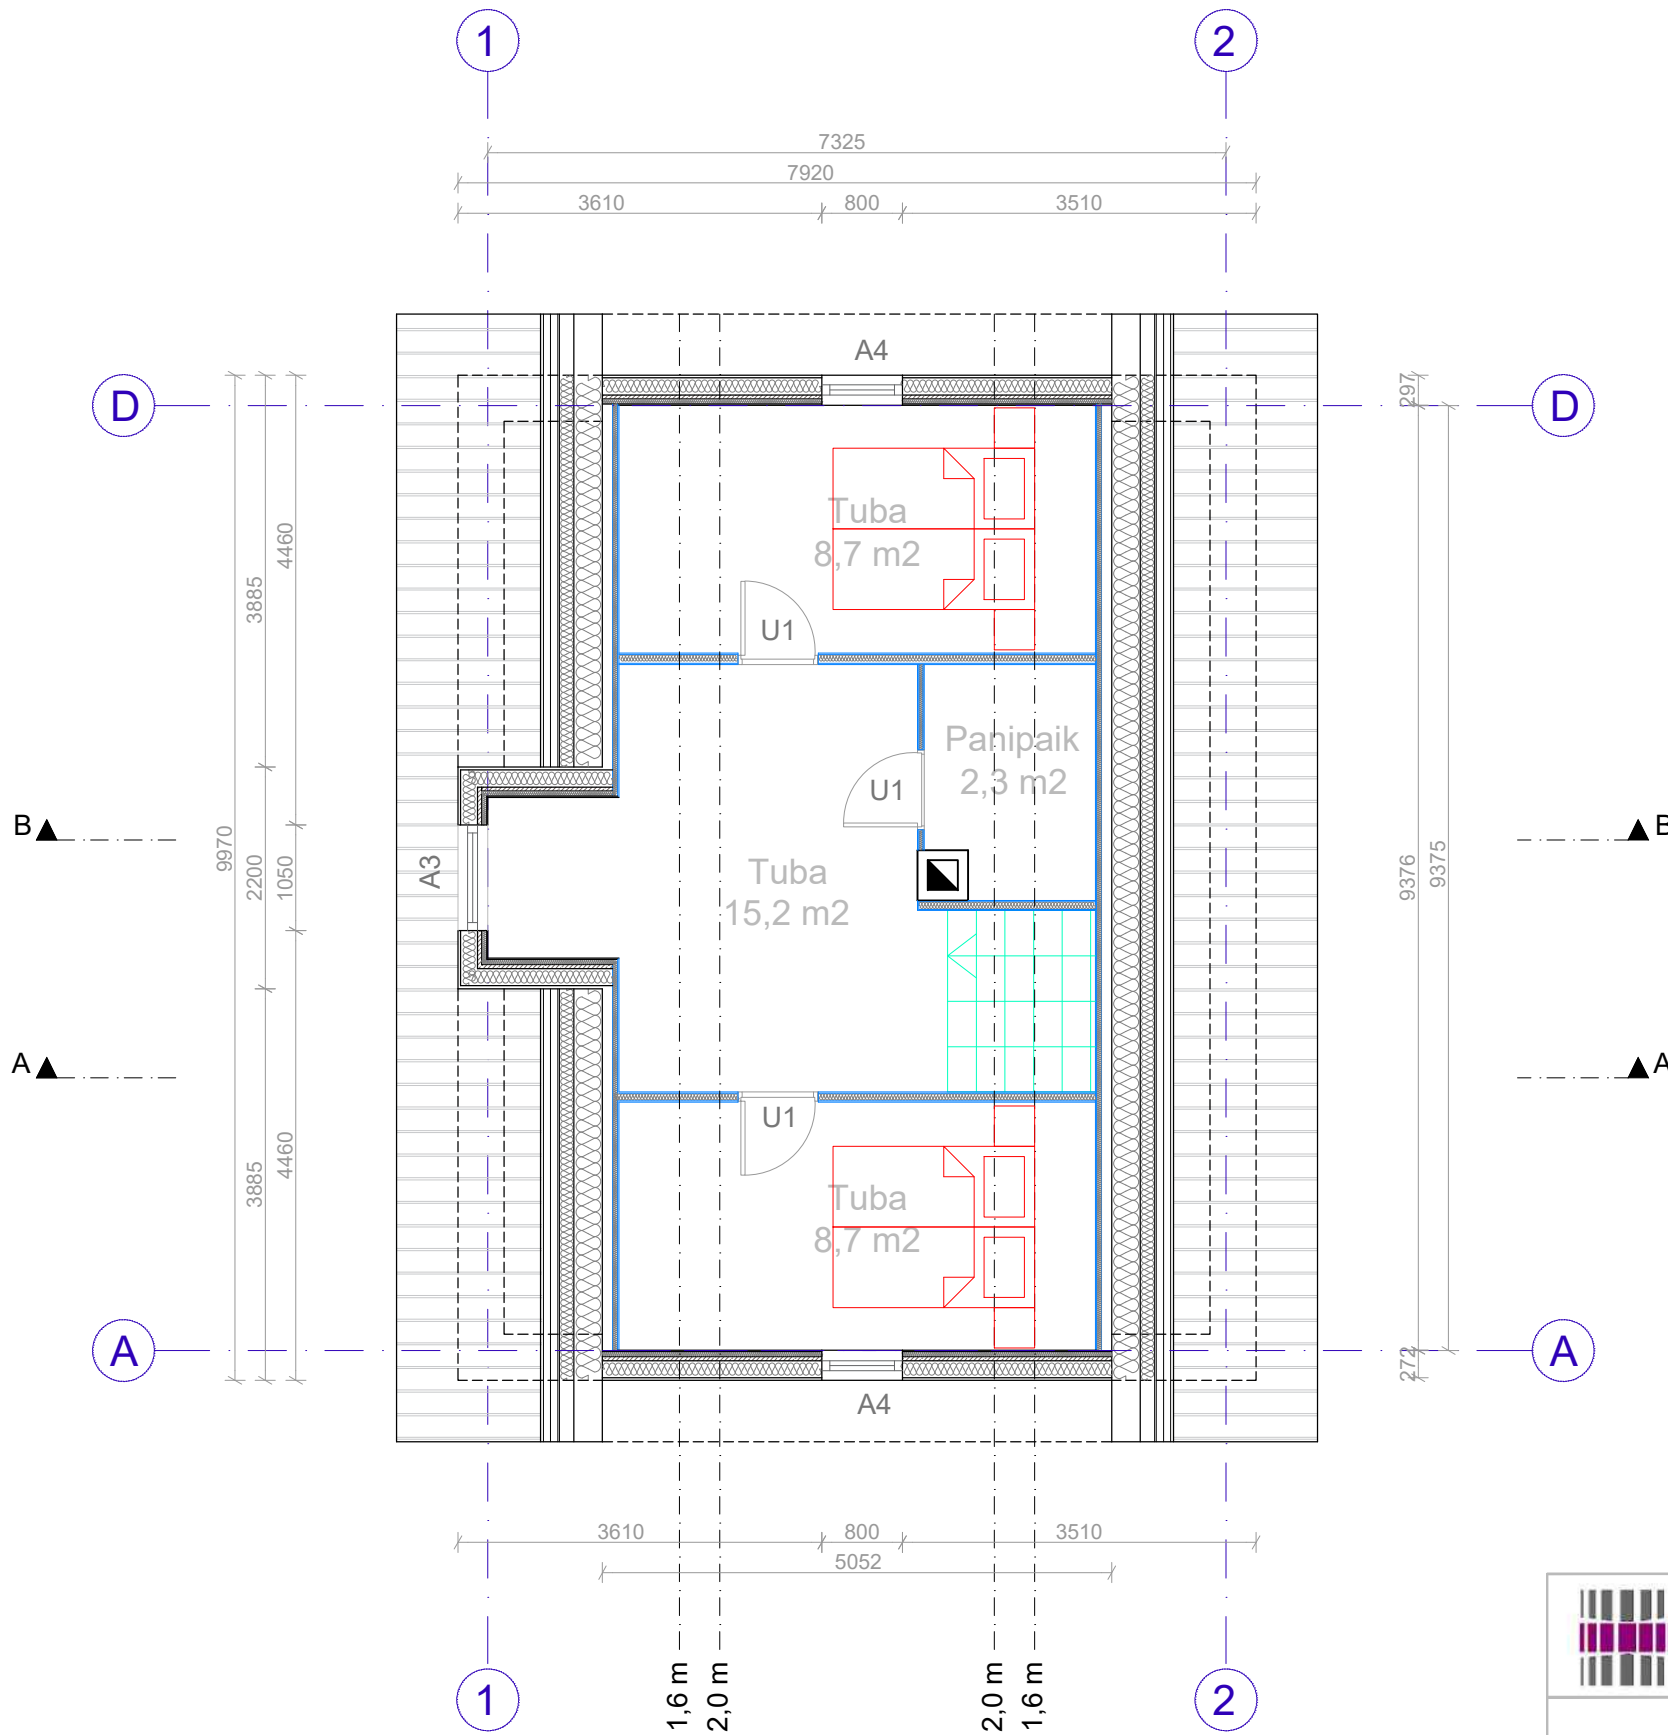 1
2
7325
7920
3610
800
3510
A4
D
D
297
4460
3885
Tuba
8,7 m2
U1
Panipaik
2,3 m2
U1
B
B
9970
2200
1050
A3
Tuba
15,2 m2
9376
9375
A
A
U1
4460
3885
Tuba
8,7 m2
A
A
272
A4
3610
800
3510
5052
1,6 m
2,0 m
2,0 m
1,6 m
1
2